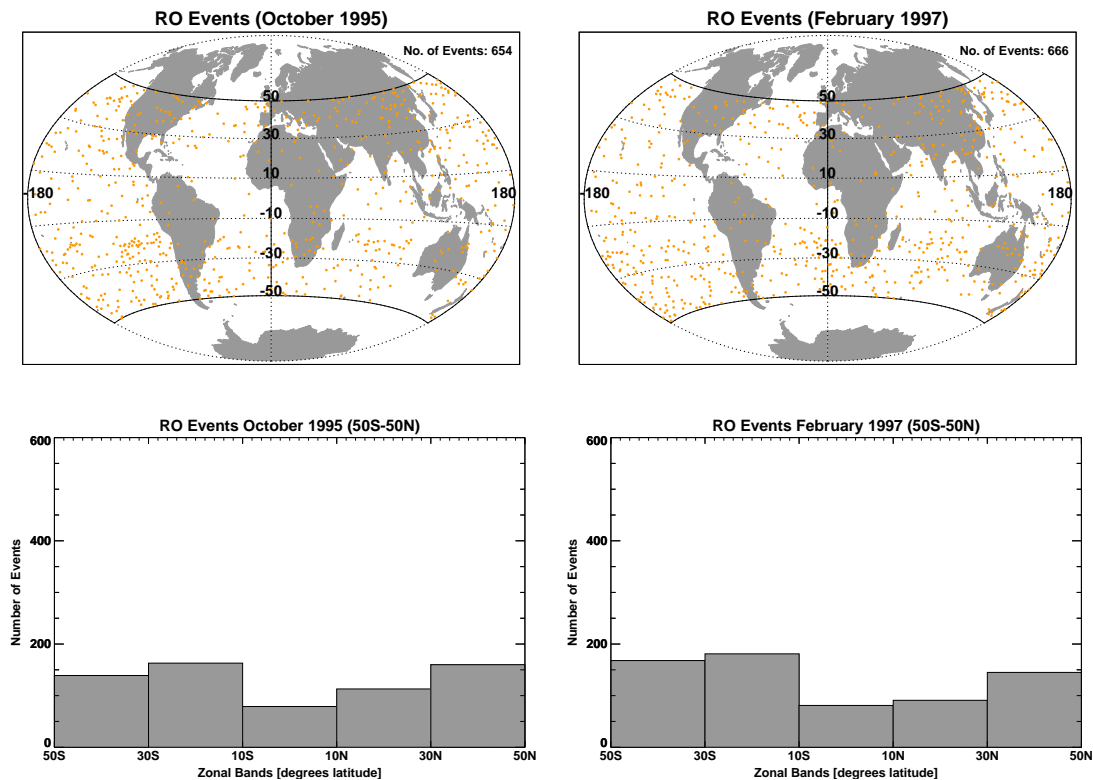 RO Events (October 1995)
No. of Events: 654
50
30
10
-180
180
-10
-30
-50
RO Events (February 1997)
No. of Events: 666
50
30
10
-180
180
-10
-30
-50
RO Events October 1995 (50S-50N)
600
400
200
0
Number of Events
50S 30S 10S 10N 30N 50N
Zonal Bands [degrees latitude]
RO Events February 1997 (50S-50N)
600
400
200
0
Number of Events
50S 30S 10S 10N 30N 50N
Zonal Bands [degrees latitude]